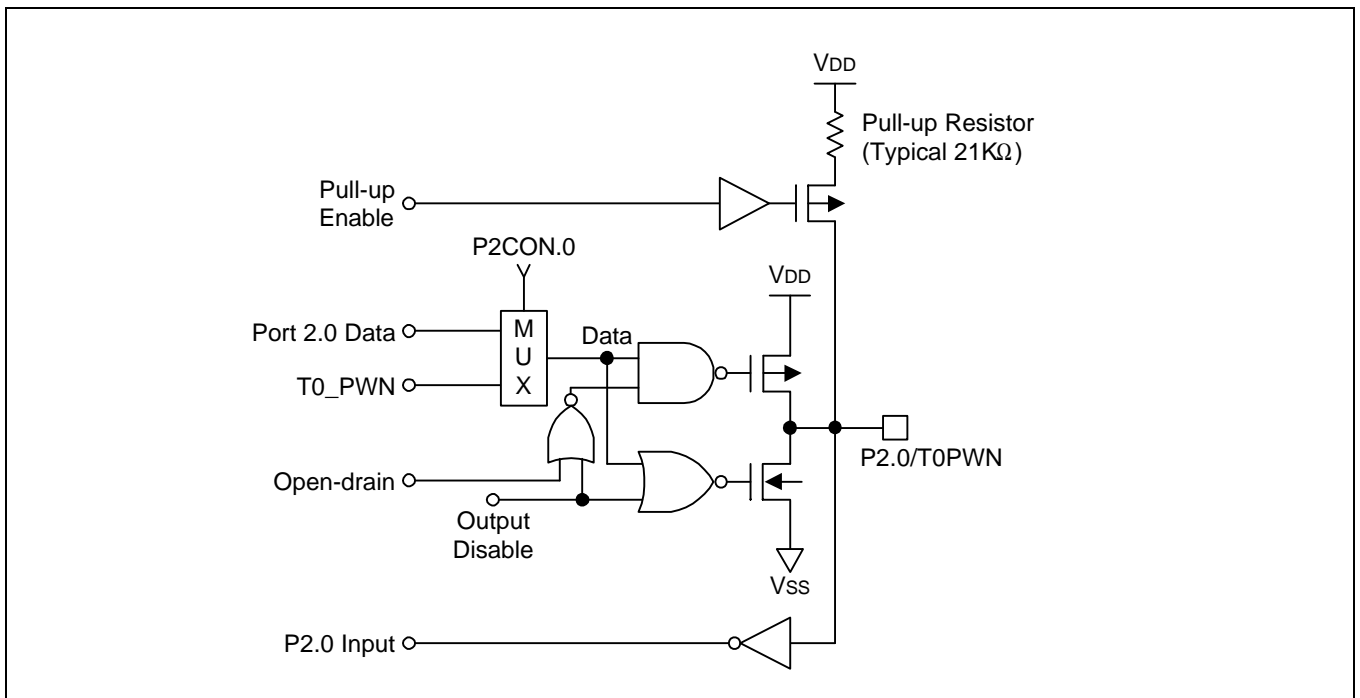 VDD
Pull-up Resistor
(Typical 21KΩ)
Pull-up
Enable
P2CON.0
VDD
Port 2.0 Data
M
U
X
Data
T0_PWN
P2.0/T0PWN
Open-drain
Output
Disable
VSS
P2.0 Input